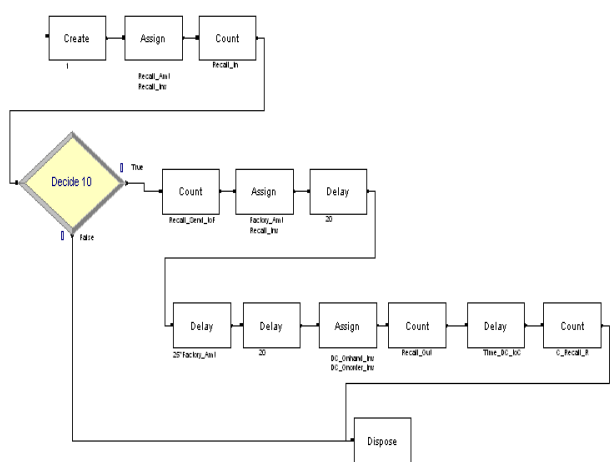 Create
Assign
Count
1
Recall_Amt
Recall_Inv
Recall_In
Decide 10
0
True
0
False
Count
Assign
Delay
Recall_Send_toF
Factory_Amt
Recall_Inv
20
Delay
Delay
Assign
Count
Delay
Count
25*Factory_Amt
20
DC_Onhand_Inv
DC_Onorder_Inv
Recall_Out
Time_DC_toC
C_Recall_R
Dispose